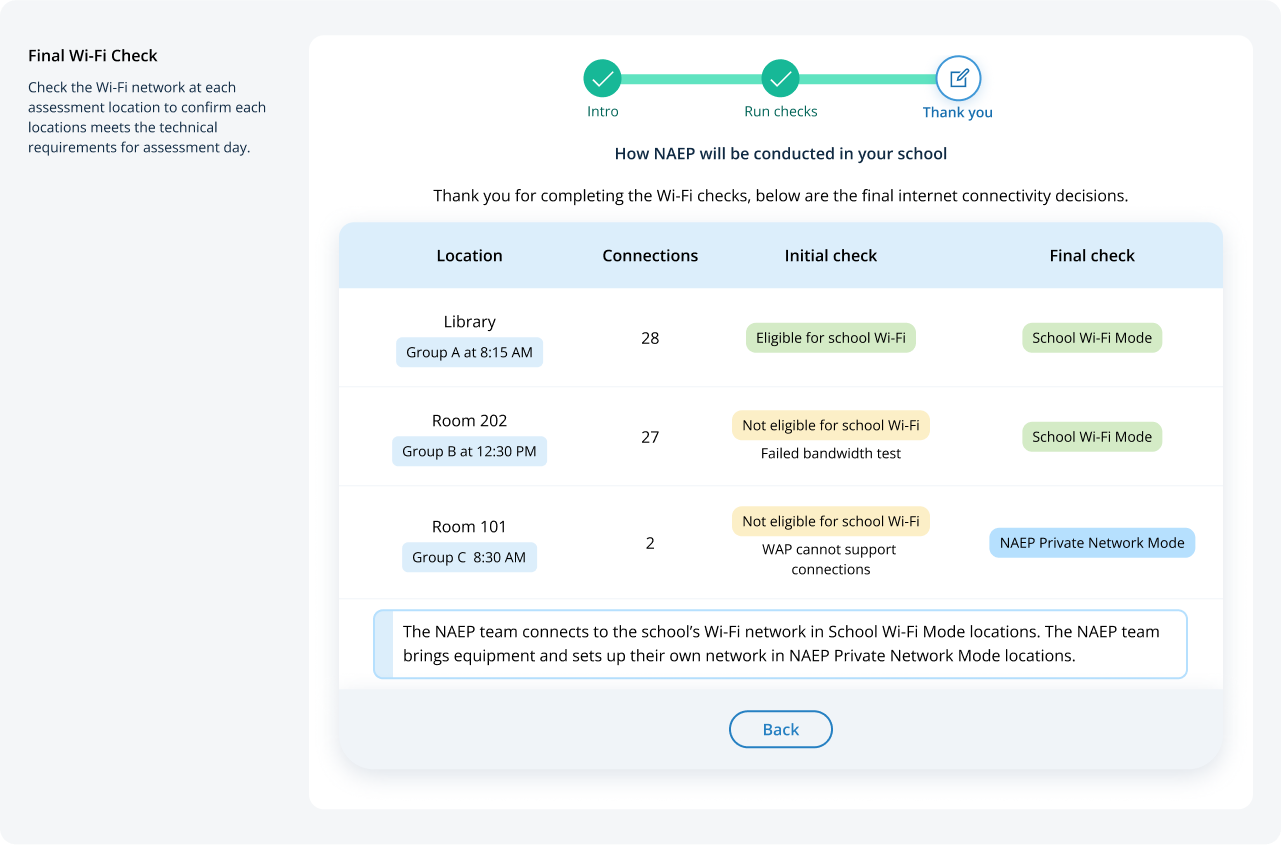 Final Wi-Fi Check
Check the Wi-Fi network at each
assessment location to confirm each
locations meets the technical
requirements for assessment day.
Intro
Run checks
Thank you
How NAEP will be conducted in your school
Thank you for completing the Wi-Fi checks, below are the final internet connectivity decisions.
Location Connections Initial check Final check
Library
Group A at 8:15 AM
28
Eligible for school Wi-Fi
School Wi-Fi Mode
Room 202
Group B at 12:30 PM
27
Not eligible for school Wi-Fi
Failed bandwidth test
School Wi-Fi Mode
Room 101
Group C  8:30 AM
2
Not eligible for school Wi-Fi
WAP cannot support
connections
NAEP Private Network Mode
The NAEP team connects to the school’s Wi-Fi network in School Wi-Fi Mode locations. The NAEP team
brings equipment and sets up their own network in NAEP Private Network Mode locations.
Back